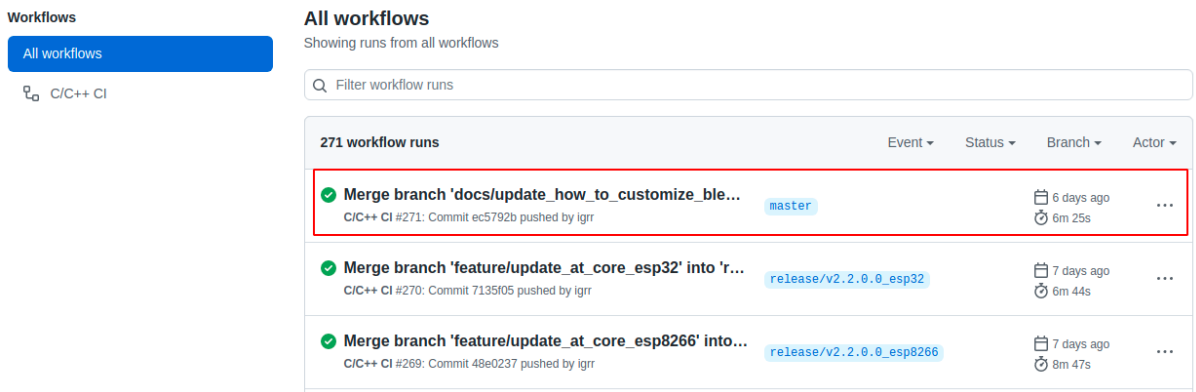 Workflows
All workflows
C/C++ CI
All workflows
Showing runs from all workflows
Filter workflow runs
271 workflow runs Event Status Branch Actor
Merge branch 'docs/update_how_to_customize_ble...
C/C++ CI #271: Commit ec5792b pushed by igrr
master
6 days ago
6m 25s
Merge branch 'feature/update_at_core_esp32' into 'r...
C/C++ CI #270: Commit 7135f05 pushed by igrr
release/v2.2.0.0_esp32
7 days ago
6m 44s
Merge branch 'feature/update_at_core_esp8266' into...
C/C++ CI #269: Commit 48e0237 pushed by igrr
release/v2.2.0.0_esp8266
7 days ago
8m 47s